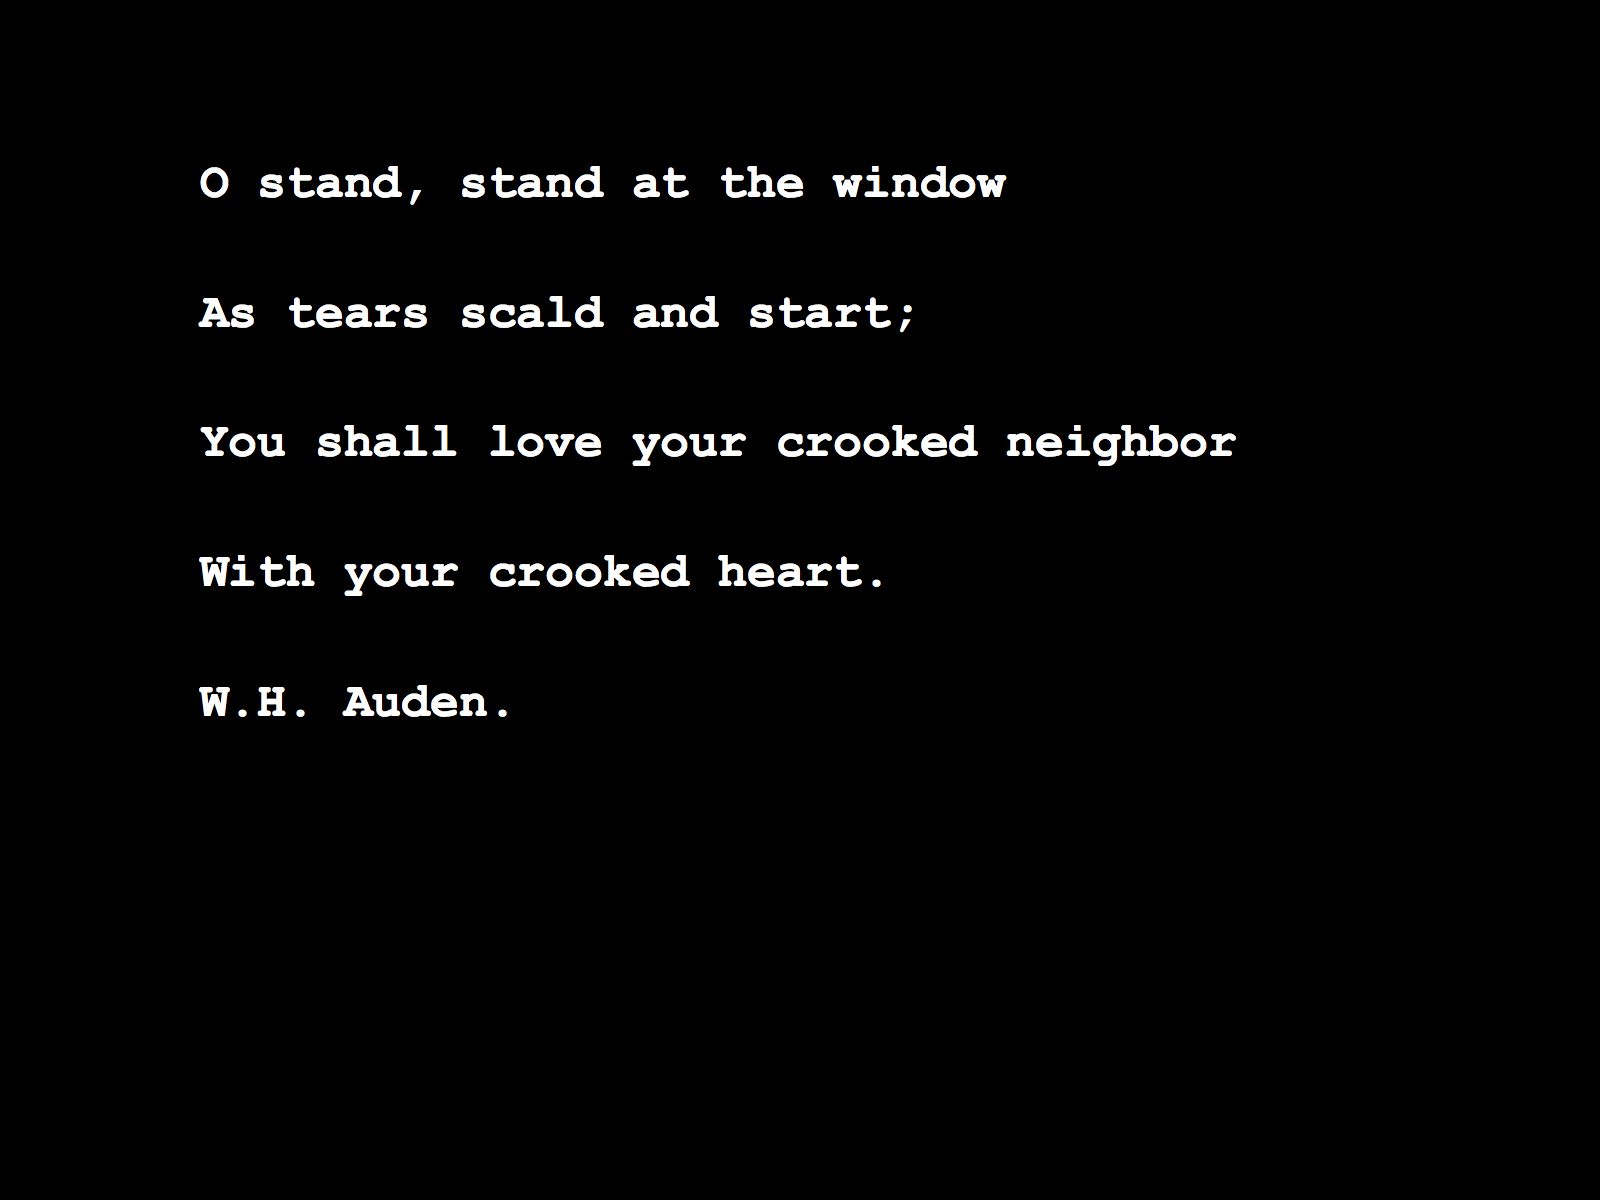 O stand, stand at the window
As tears scald and start;
You shall love your crooked neighbor
With your crooked heart.
W.H. Auden.